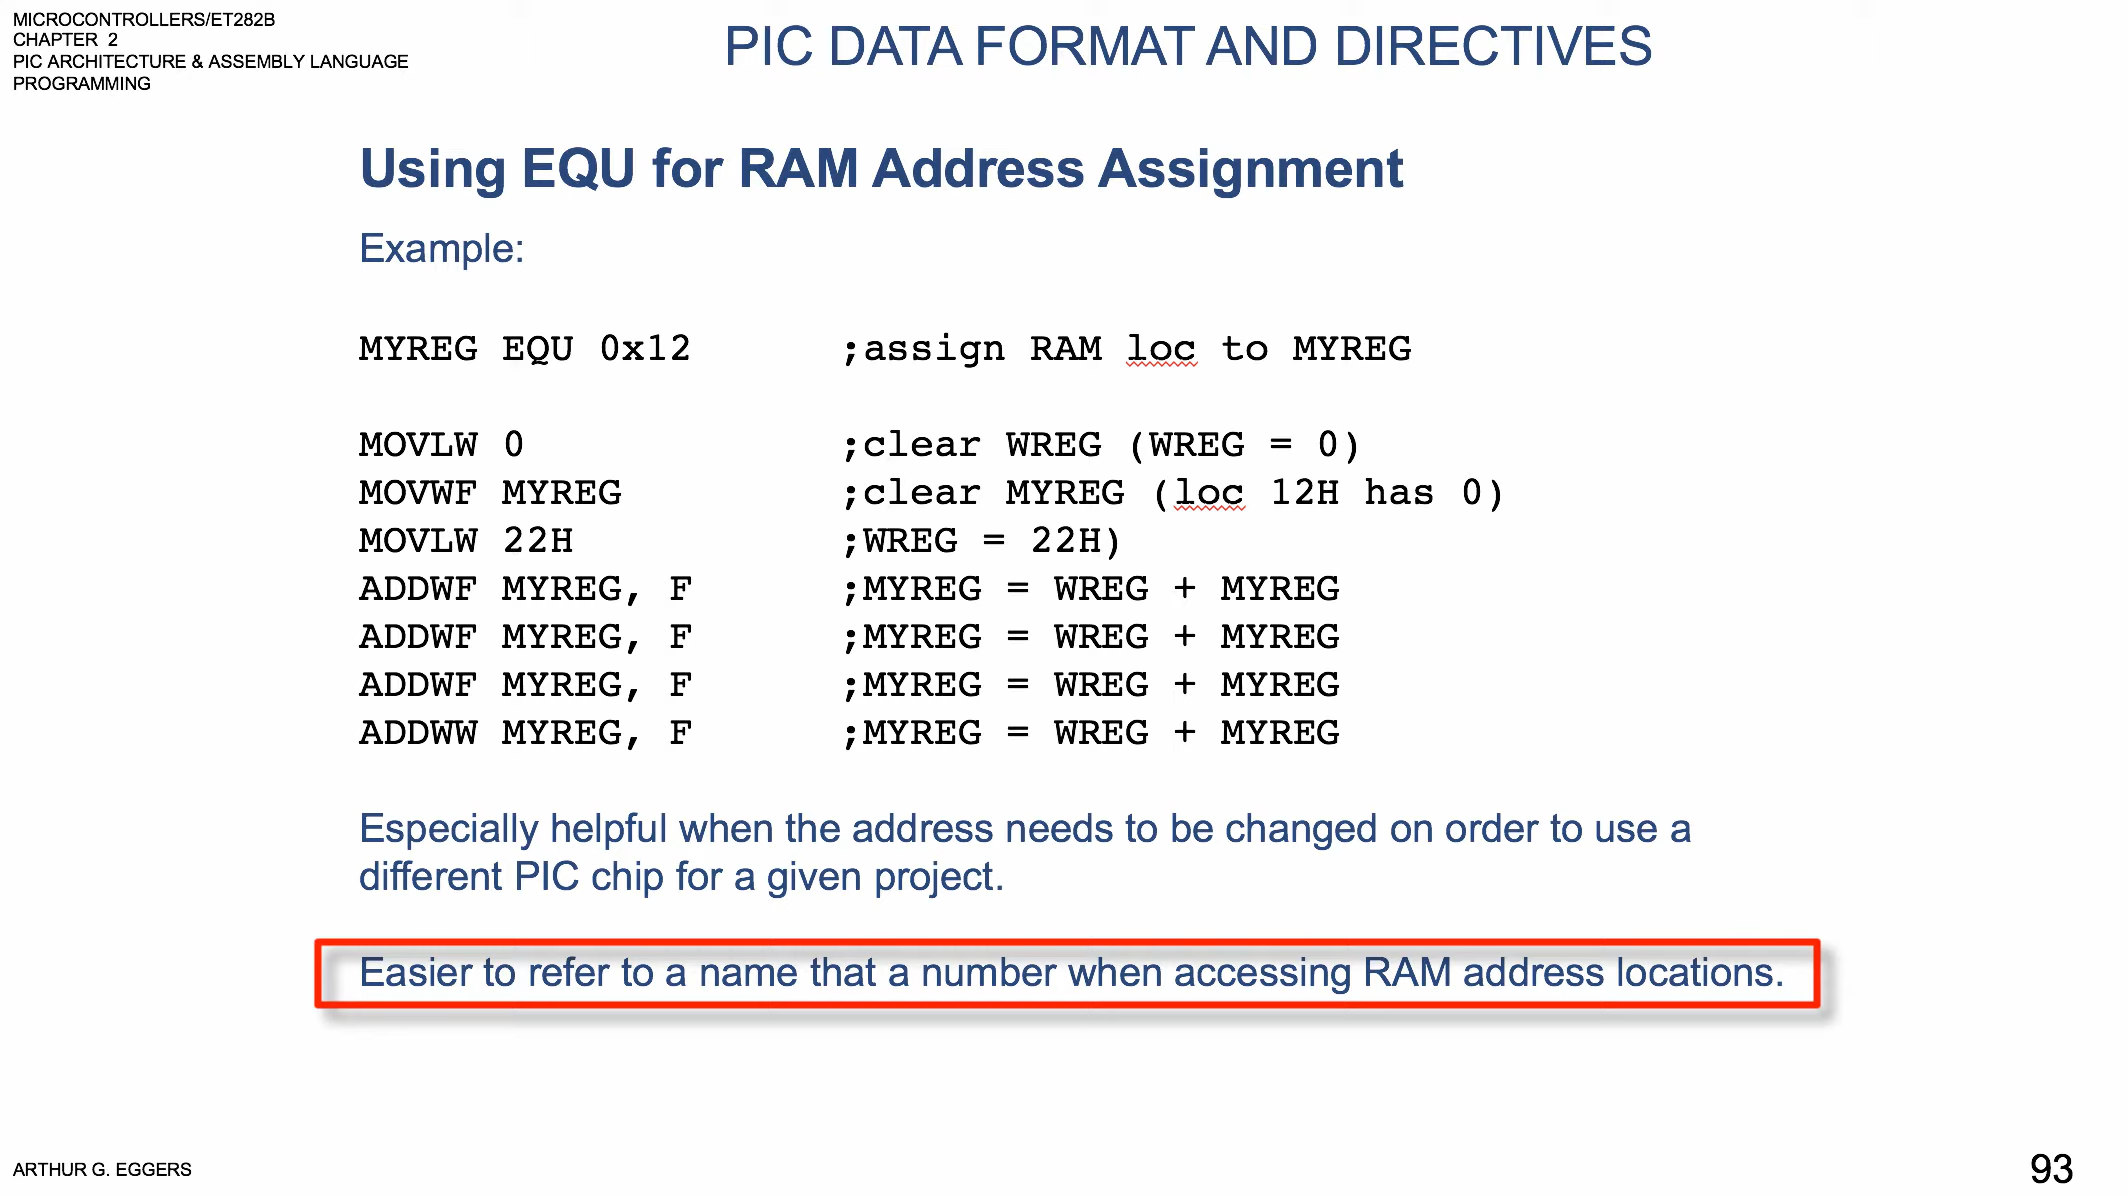 MICROCONTROLLERS/ET282B
CHAPTER 2
PIC ARCHITECTURE & ASSEMBLY LANGUAGE
PROGRAMMING
PIC DATA FORMAT AND DIRECTIVES
Using EQU for RAM Address Assignment
Example:
MYREG EQU 0x12 ;assign RAM loc to MYREG
MOVLW 0 ;clear WREG (WREG = 0)
MOVWF MYREG ;clear MYREG (loc 12H has 0)
MOVLW 22H ;WREG = 22H)
ADDWF MYREG, F ;MYREG = WREG + MYREG
ADDWF MYREG, F ;MYREG = WREG + MYREG
ADDWF MYREG, F ;MYREG = WREG + MYREG
ADDWW MYREG, F ;MYREG = WREG + MYREG
Especially helpful when the address needs to be changed on order to use a
different PIC chip for a given project.
Easier to refer to a name that a number when accessing RAM address locations.
ARTHUR G. EGGERS
93